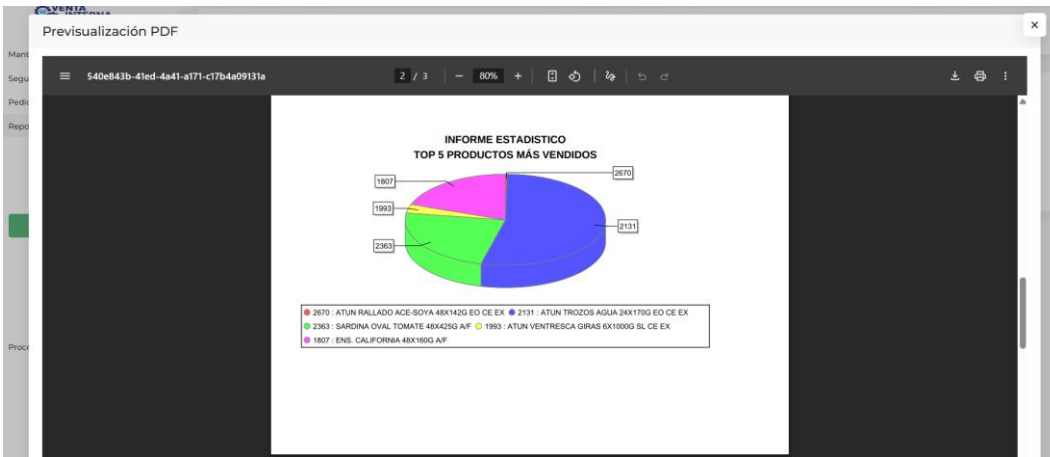 VENTA
INTERNA
Previsualización PDF
Mant
Segu
Pedid
Repo
Proce
540e843b-41ed-4a41-a171-c17b4a09131a
2 / 3
80%
INFORME ESTADISTICO
TOP 5 PRODUCTOS MÁS VENDIDOS
2670
1807
1993
2131
2363
2670 : ATUN RALLADO ACE-SOYA 48X142G EO CE EX 2131 : ATUN TROZOS AGUA 24X170G EO CE EX
2363 : SARDINA OVAL TOMATE 48X425G A/F 1993 : ATUN VENTRESCA GIRAS 6X1000G SL CE EX
1807 : ENS. CALIFORNIA 48X160G A/F